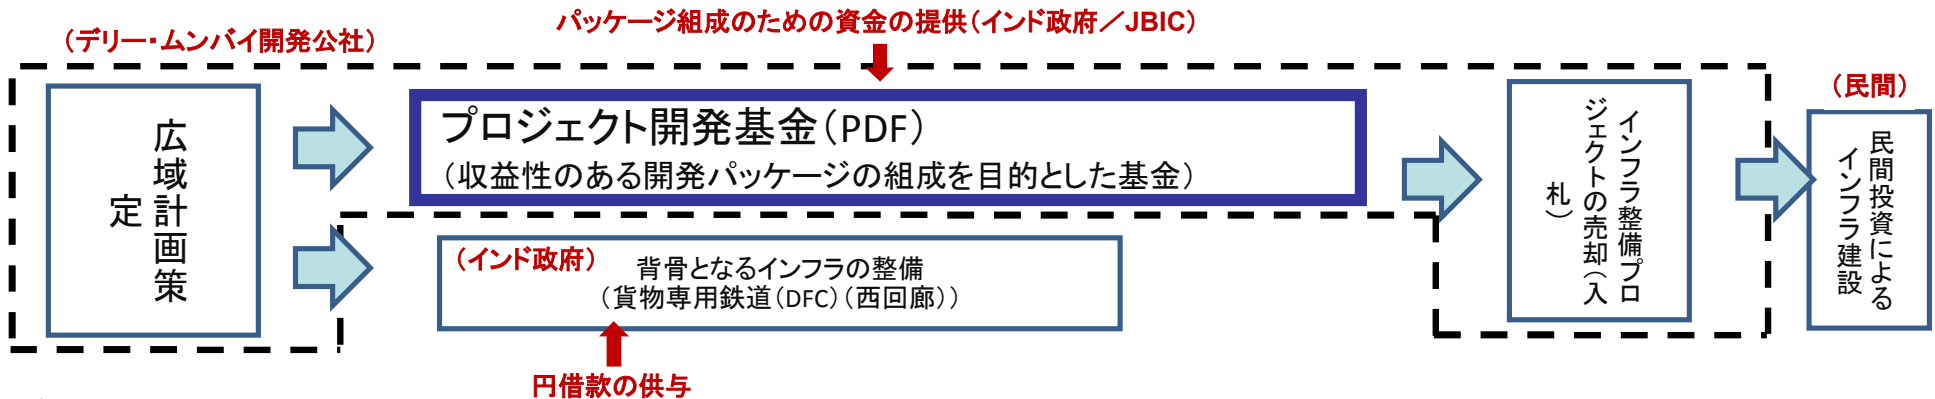 パッケージ組成のための資金の提供(インド政府/JBIC)
(デリー・ムンバイ開発公社)
広域計画策
定
プロジェクト開発基金(PDF)
(収益性のある開発パッケージの組成を目的とした基金)
(インド政府)
背骨となるインフラの整備
(貨物専用鉄道(DFC)(西回廊))
円借款の供与
インフラ整備プロ
ジェクトの売却(入
札)
(民間)
民間投資による
インフラ建設